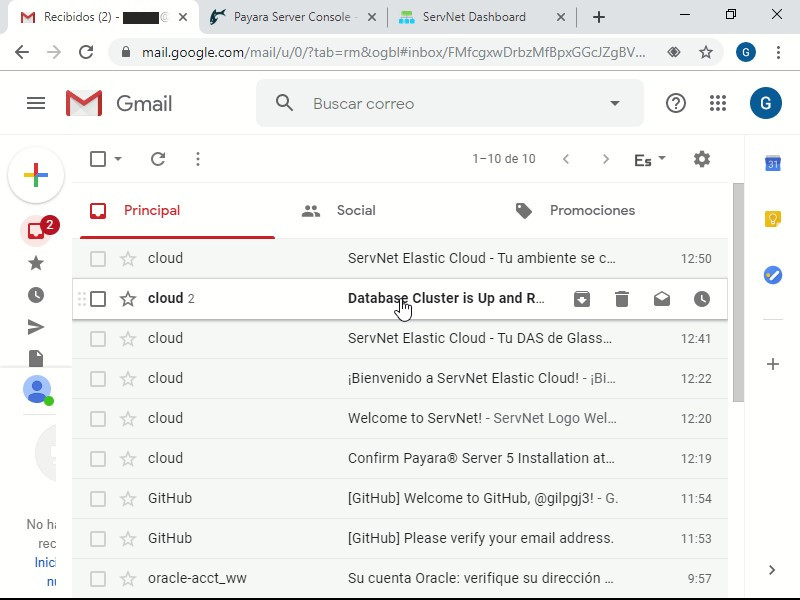 Recibidos (2) -
Payara Server Console -
ServNet Dashboard
mail.google.com/mail/u/0/?tab=rm&ogbl#inbox/FMfcgxwDrbzMfBpxGGcJZgBV...
G
Gmail
Buscar correo
G
1–10 de 10
Es
31
2
Principal
Social
Promociones
cloud ServNet Elastic Cloud - Tu ambiente se c... 12:50
cloud 2 Database Cluster is Up and R...
cloud ServNet Elastic Cloud - Tu DAS de Glass... 12:41
cloud ¡Bienvenido a ServNet Elastic Cloud! - ¡Bi... 12:22
cloud Welcome to ServNet! - ServNet Logo Wel... 12:20
cloud Confirm Payara® Server 5 Installation at... 12:19
GitHub [GitHub] Welcome to GitHub, @gilpgj3! - G. 11:54
GitHub [GitHub] Please verify your email address. 11:53
oracle-acct_ww Su cuenta Oracle: verifique su dirección ... 9:57
No ha
rec
Inici
nu